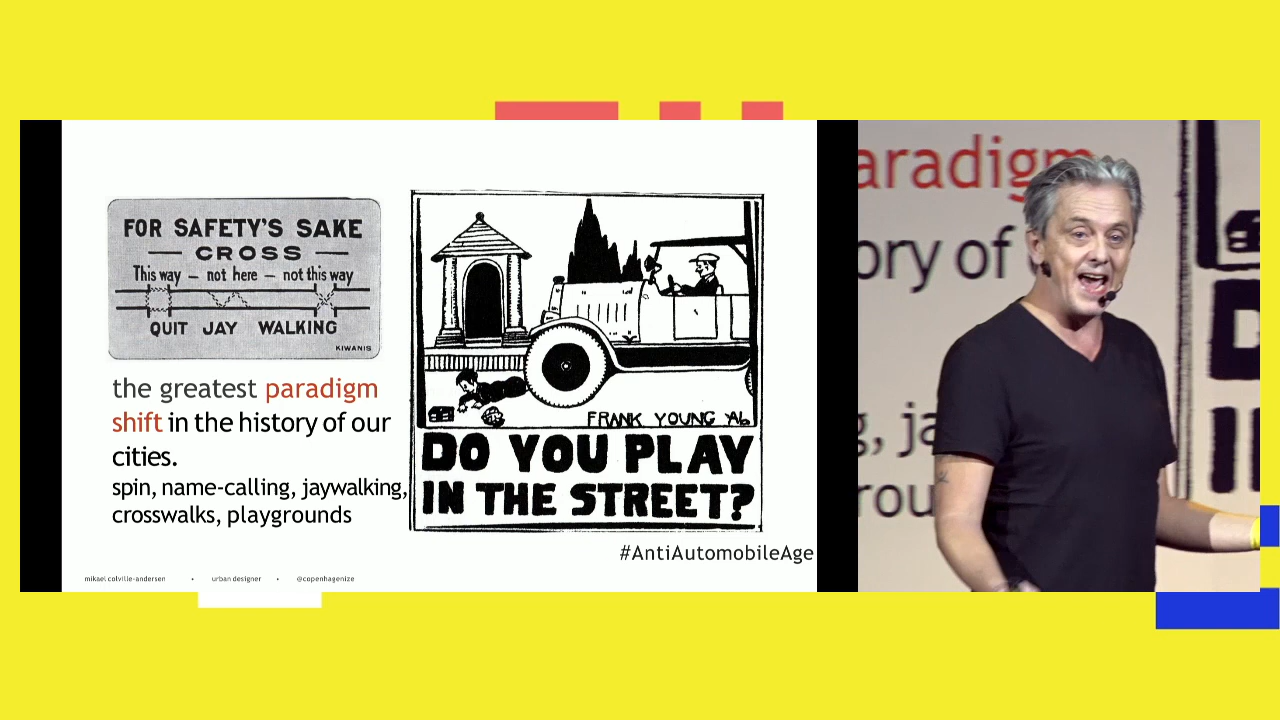 FOR SAFETY'S SAKE
CROSS
This way – not here – not this way
QUIT JAY WALKING
KIWANIS
the greatest paradigm
shift in the history of our
cities.
spin, name-calling, jaywalking,
crosswalks, playgrounds
FRANK YOUNG
DO YOU PLAY
IN THE STREET?
#AntiAutomobileAge
mikael colville-andersen • urban designer • @copenhagenize
aradigm
ory of